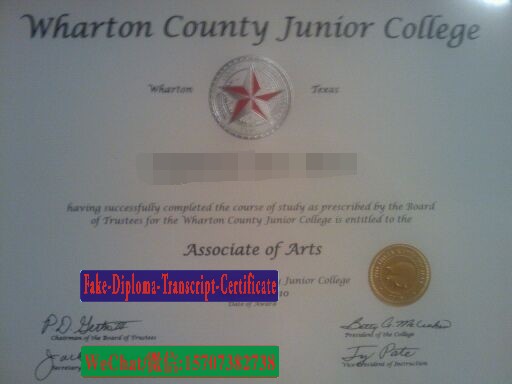 Wharton County Junior College
Wharton Texas
having successfully completed the course of study as prescribed by the Board
of Trustees for the Wharton County Junior College is entitled to the
Associate of Arts
Fake-Diploma-Transcript-Certificate
y Junior College
Date of Award
Chairman of the Board of Trustees
President of the College
Secretary
Vice President of Instruction
WeChat/微信:15707382738